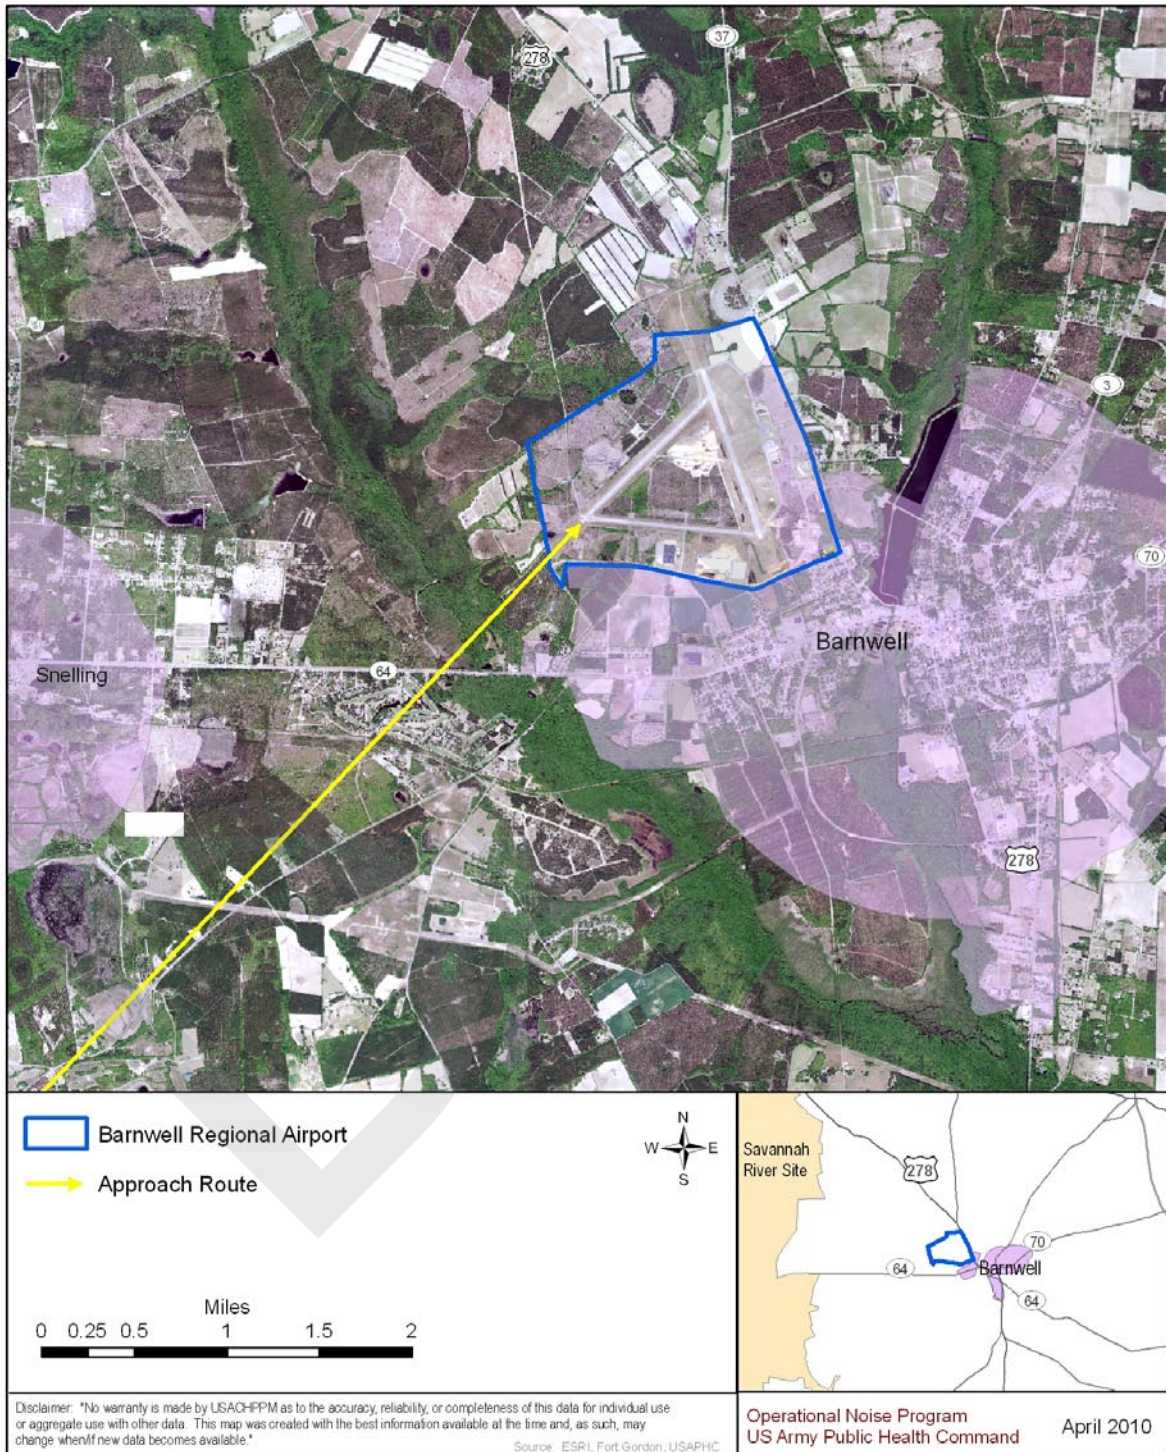 37
278
3
70
Barnwell
64
Snelling
278
Barnwell Regional Airport
Approach Route
N
W E
S
Miles
0 0.25 0.5 1 1.5 2
Savannah
River Site
278
70
64
Barnwell
64
Disclaimer: "No warranty is made by USACHPPM as to the accuracy, reliability, or completeness of this data for individual use
or aggregate use with other data. This map was created with the best information available at the time and, as such, may
change when/if new data becomes available."
Source: ESRI, Fort Gordon, USAPHC
Operational Noise Program
US Army Public Health Command
April 2010